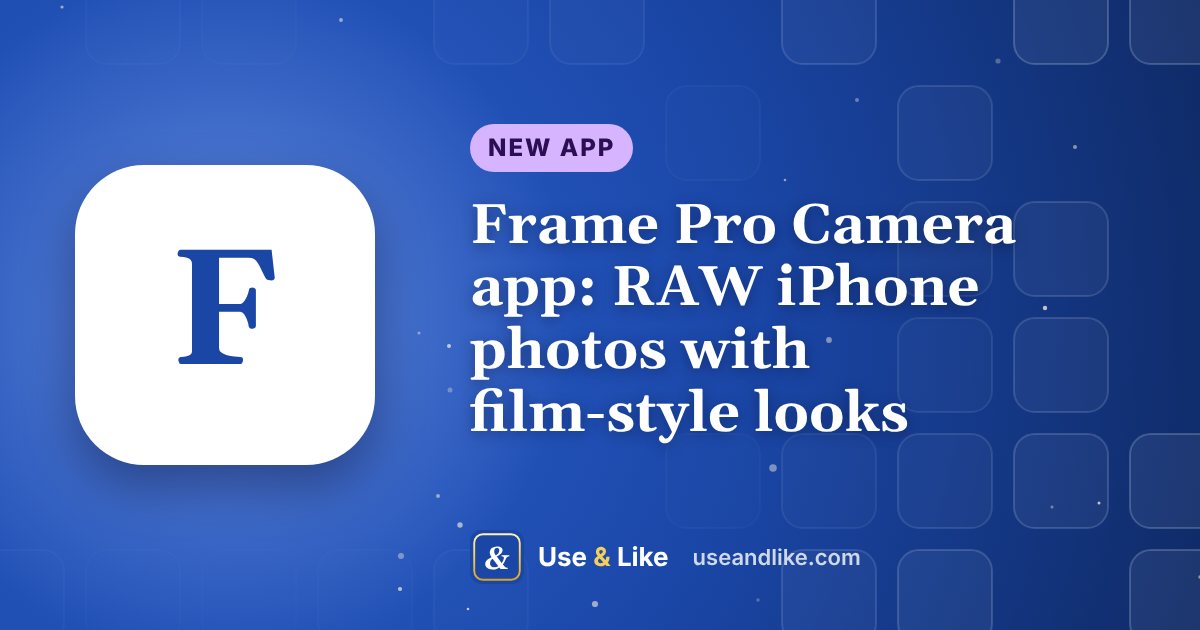 F
NEW APP
Frame Pro Camera
app: RAW iPhone
photos with
film-style looks
& Use & Like useandlike.com